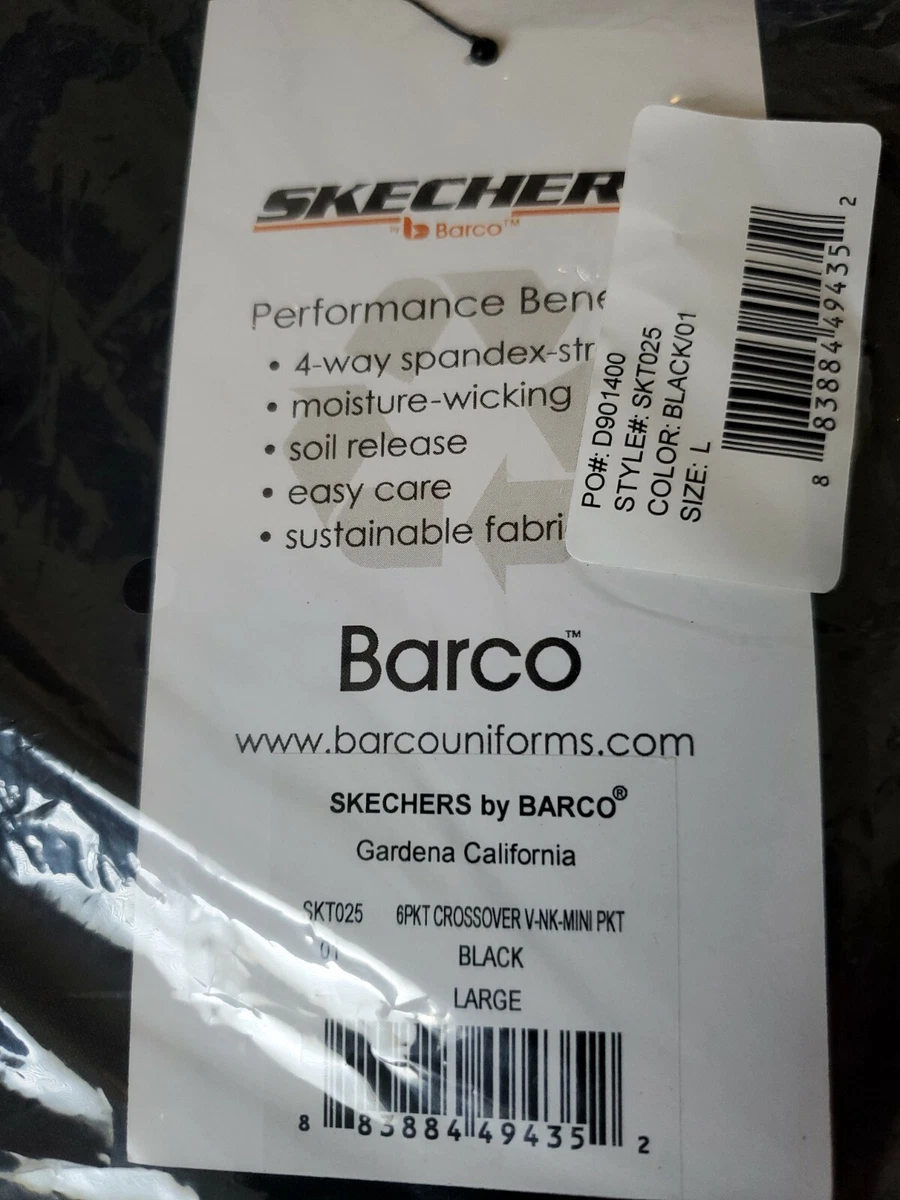 SKECHER
by b Barco™
Performance Bene
• 4-way spandex-str
• moisture-wicking
• soil release
• easy care
• sustainable fabri
PO#: D901400
STYLE#: SKT025
COLOR: BLACK/01
SIZE: L
8 83884 49435 2
Barco™
www.barcouniforms.com
SKECHERS by BARCO®
Gardena California
SKT025 6PKT CROSSOVER V-NK-MINI PKT
01 BLACK
LARGE
8 83884 49435 2